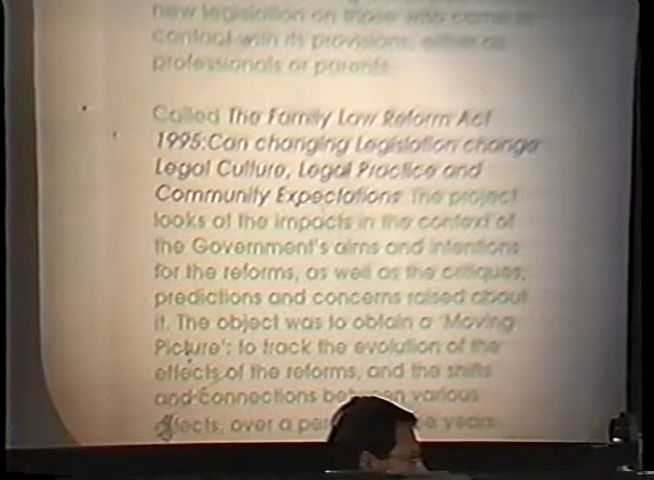 new legislation on those who come in
contact with its provisions, either as
professionals or parents.
Called The Family Law Reform Act
1995:Can changing Legislation change
Legal Culture, Legal Practice and
Community Expectations. The project
looks at the impacts in the context of
the Government's aims and intentions
for the reforms, as well as the critiques,
predictions and concerns raised about
it. The object was to obtain a 'Moving
Picture': to track the evolution of the
effects of the reforms, and the shifts
and connections between various
effects, over a years